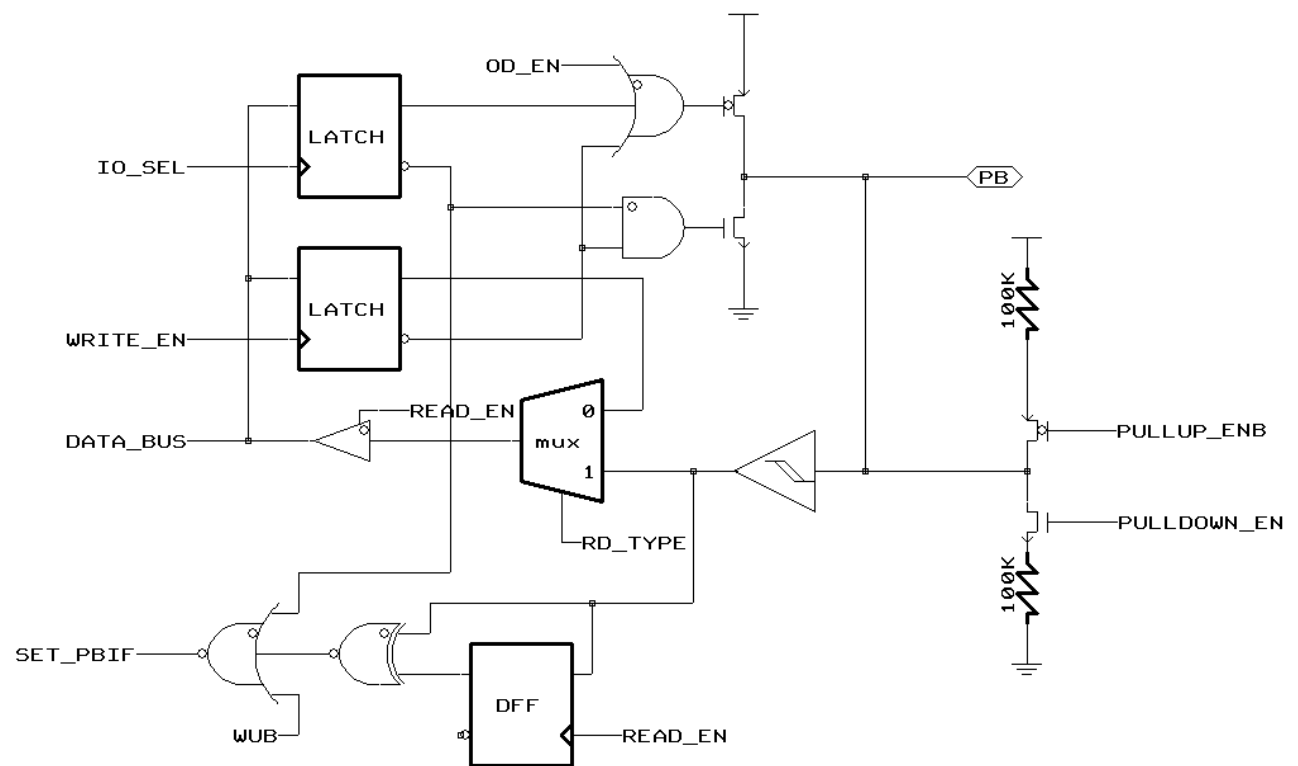 OD_EN
LATCH
IO_SEL
PB
LATCH
100K
WRITE_EN
READ_EN
0
DATA_BUS
mux
PULLUP_ENB
1
PULLDOWN_EN
RD_TYPE
100K
SET_PBIF
DFF
WUB
READ_EN